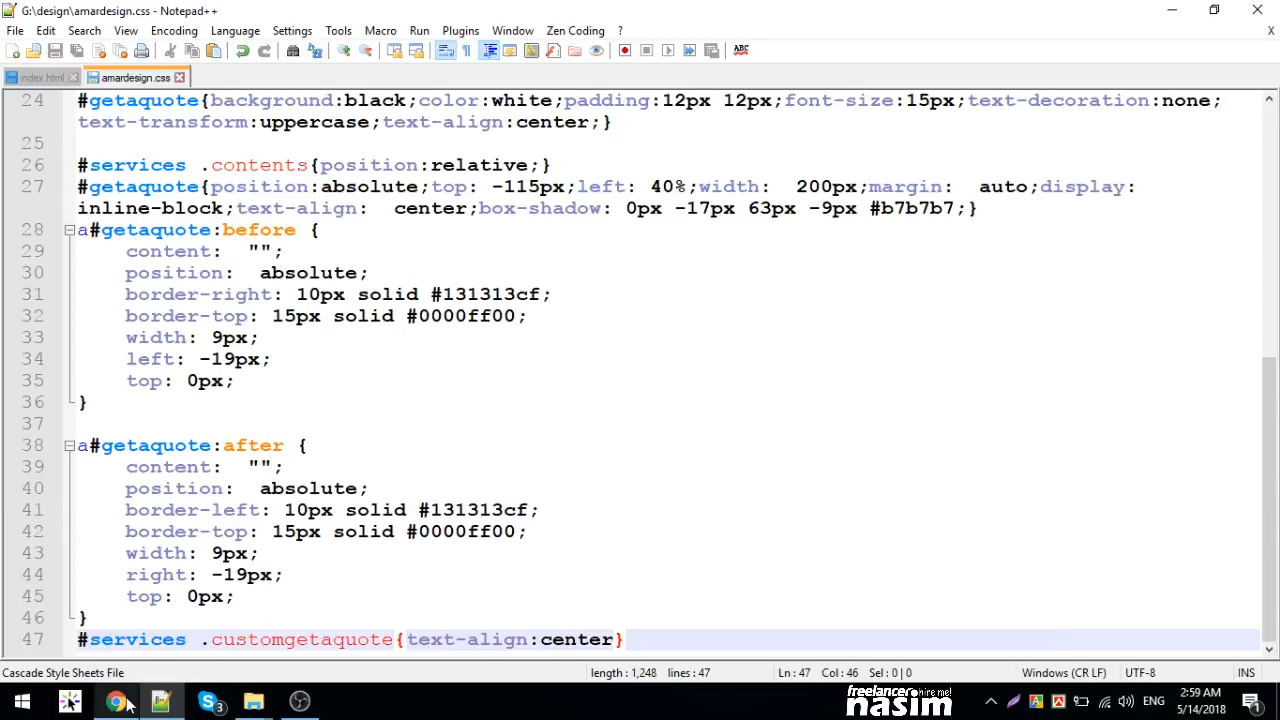 G:\design\amardesign.css - Notepad++
File Edit Search View Encoding Language Settings Tools Macro Run Plugins Window Zen Coding ? X
ABC
index.html amardesign.css
24 #getaquote{background:black;color:white;padding:12px 12px;font-size:15px;text-decoration:none;
text-transform:uppercase;text-align:center;}
25
26 #services .contents{position:relative;}
27 #getaquote{position:absolute;top: -115px;left: 40%;width: 200px;margin: auto;display:
inline-block;text-align: center;box-shadow: 0px -17px 63px -9px #b7b7b7;}
28 a#getaquote:before {
29 content: "";
30 position: absolute;
31 border-right: 10px solid #131313cf;
32 border-top: 15px solid #0000ff00;
33 width: 9px;
34 left: -19px;
35 top: 0px;
36 }
37
38 a#getaquote:after {
39 content: "";
40 position: absolute;
41 border-left: 10px solid #131313cf;
42 border-top: 15px solid #0000ff00;
43 width: 9px;
44 right: -19px;
45 top: 0px;
46 }
47 #services .customgetaquote{text-align:center}
Cascade Style Sheets File length : 1,248 lines : 47 Ln : 47 Col : 46 Sel : 0 | 0 Windows (CR LF) UTF-8 INS
3 freelancer hire me! nasim ENG 2:59 AM 5/14/2018 1